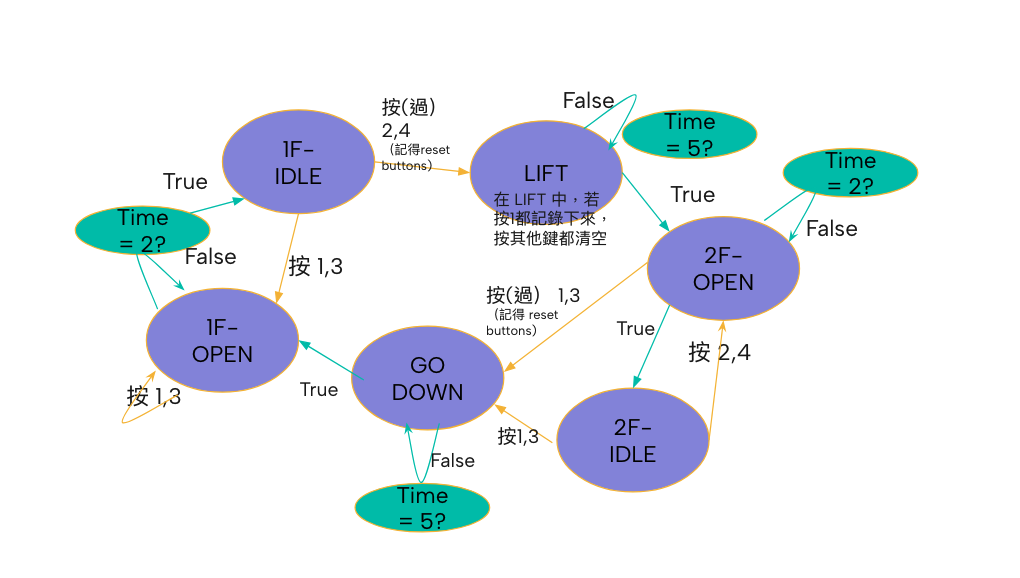 按(過)
2,4
（記得reset
buttons）
False
Time
= 5?
1F-
IDLE
LIFT
在 LIFT 中，若
按1都記錄下來，
按其他鍵都清空
Time
= 2?
True
True
Time
= 2?
False
False
按 1,3
2F-
OPEN
按(過)　1,3
（記得 reset
buttons）
1F-
OPEN
True
按 2,4
GO
DOWN
True
按 1,3
按1,3
2F-
IDLE
False
Time
= 5?